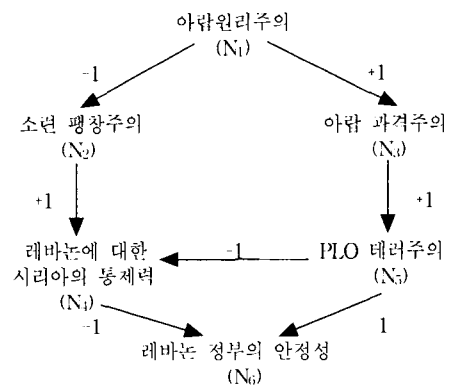 아랍원리주의
(N₁)
-1 +1
소련 팽창주의 아랍 과격주의
(N₂) (N₃)
+1 +1
레바논에 대한 -1 PLO 테러주의
시리아의 통제력 (N₅)
(N₄)
-1 1
레바논 정부의 안정성
(N₆)